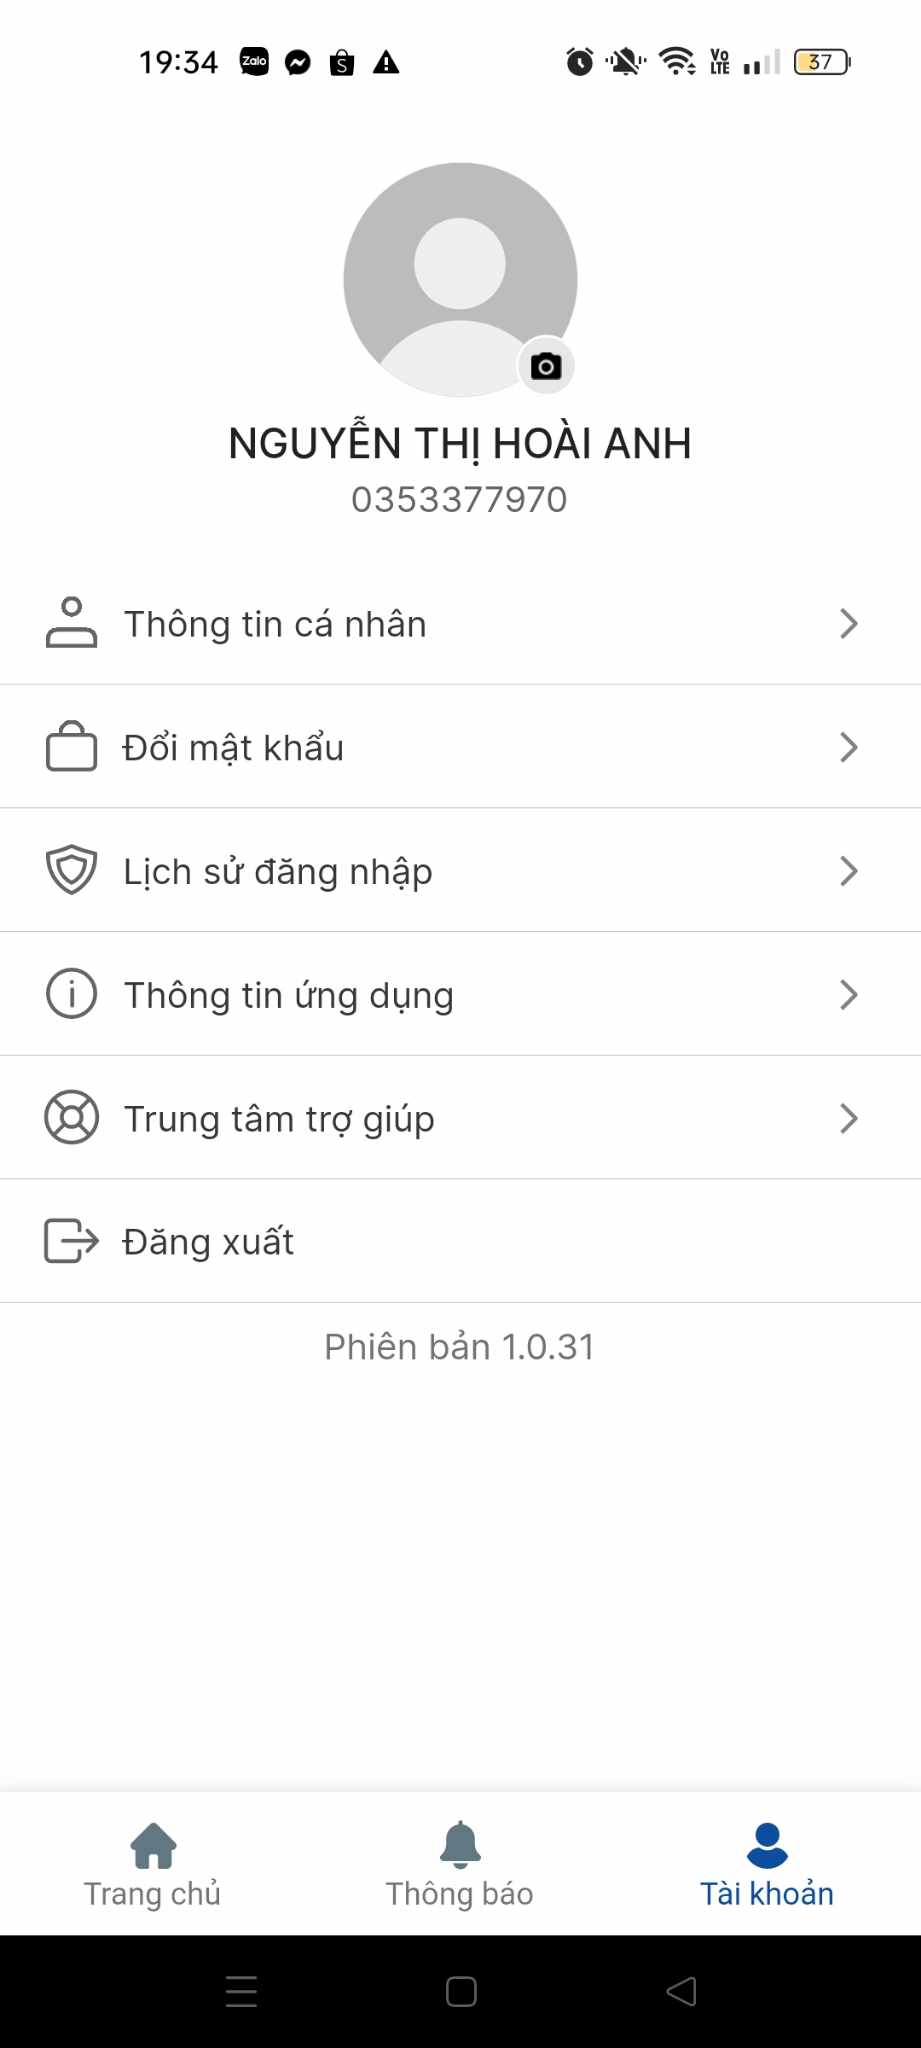 19:34 Zalo S VO LTE 37
NGUYỄN THỊ HOÀI ANH
0353377970
Thông tin cá nhân
Đổi mật khẩu
Lịch sử đăng nhập
Thông tin ứng dụng
Trung tâm trợ giúp
Đăng xuất
Phiên bản 1.0.31
Trang chủ Thông báo Tài khoản